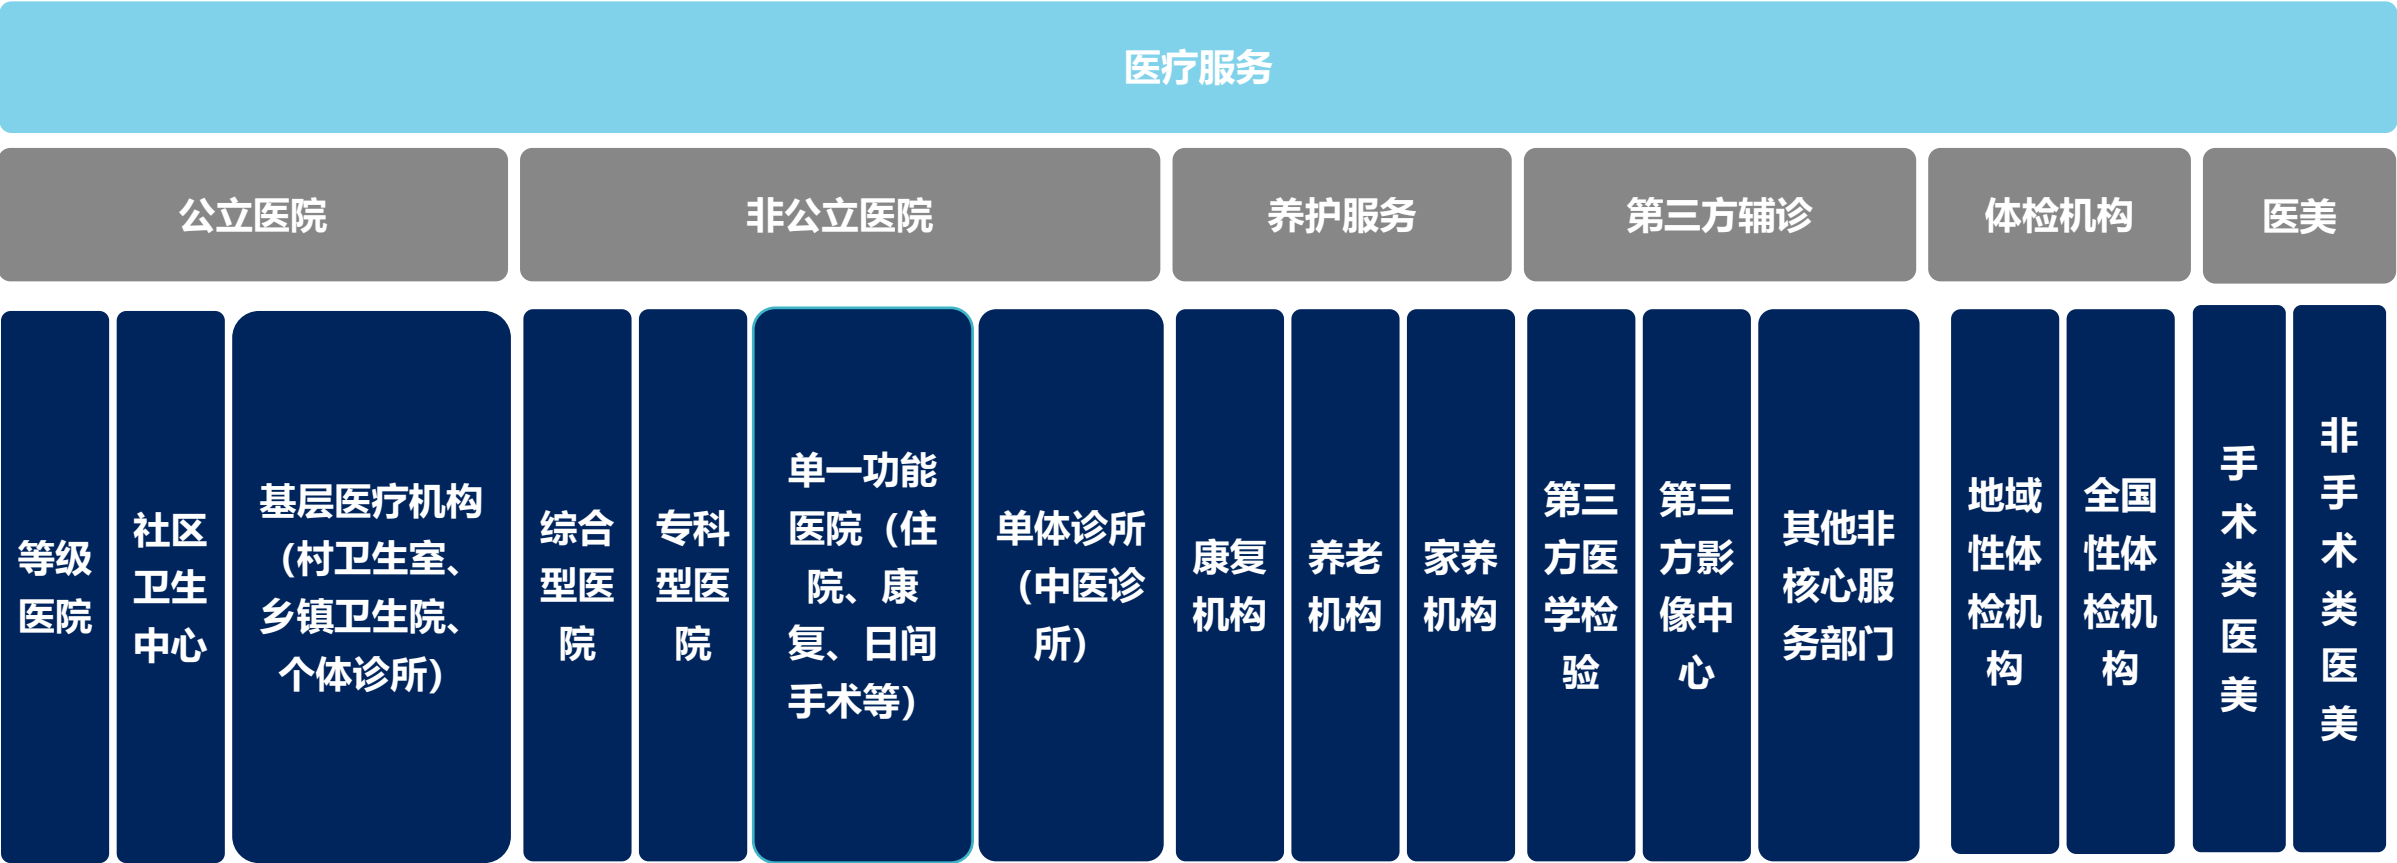 医疗服务
公立医院
非公立医院
养护服务
第三方辅诊
体检机构
医美
等级
医院
社区
卫生
中心
基层医疗机构
（村卫生室、
乡镇卫生院、
个体诊所）
综合
型医
院
专科
型医
院
单一功能
医院（住
院、康
复、日间
手术等）
单体诊所
（中医诊
所）
康复
机构
养老
机构
家养
机构
第三
方医
学检
验
第三
方影
像中
心
其他非
核心服
务部门
地域
性体
检机
构
全国
性体
检机
构
手
术
类
医
美
非
手
术
类
医
美